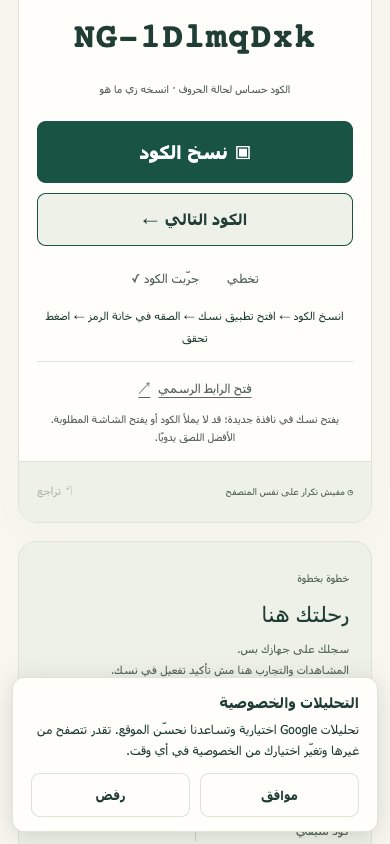 NG-1DlmqDxk
الكود حساس لحالة الحروف · انسخه زي ما هو
▣ نسخ الكود
الكود التالي ←
تخطي
جرّبت الكود ✓
انسخ الكود ← افتح تطبيق نسك ← الصقه في خانة الرمز ← اضغط
تحقق
فتح الرابط الرسمي ↗
يفتح نسك في نافذة جديدة؛ قد لا يملأ الكود أو يفتح الشاشة المطلوبة.
الأفضل اللصق يدويًا.
مفيش تكرار على نفس المتصفح
↰ تراجع
خطوة بخطوة
رحلتك هنا
سجلك على جهازك بس.
المشاهدات والتجارب هنا مش تأكيد تفعيل في نسك.
التحليلات والخصوصية
تحليلات Google اختيارية وتساعدنا نحسّن الموقع. تقدر تتصفح من
غيرها وتغيّر اختيارك من الخصوصية في أي وقت.
موافق
رفض